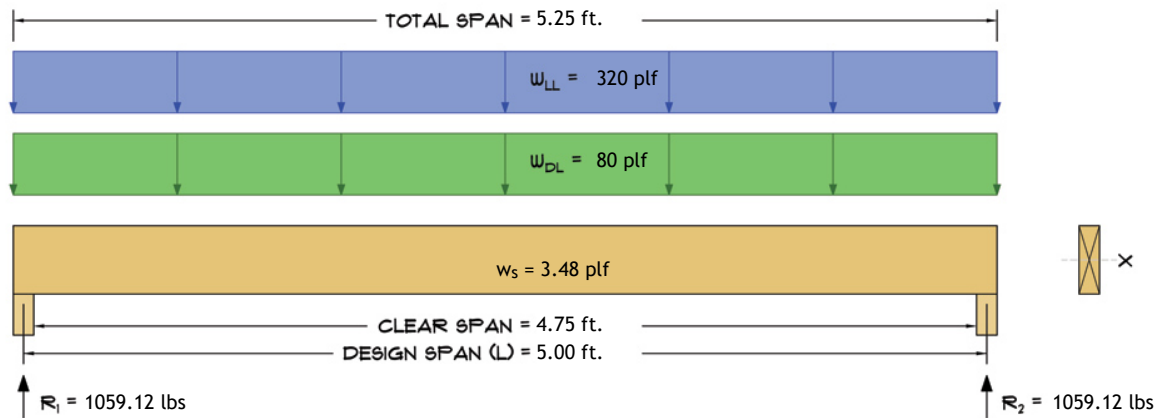 TOTAL SPAN = 5.25 ft.
wLL = 320 plf
wDL = 80 plf
ws = 3.48 plf
X
CLEAR SPAN = 4.75 ft.
DESIGN SPAN (L) = 5.00 ft.
R1 = 1059.12 lbs
R2 = 1059.12 lbs